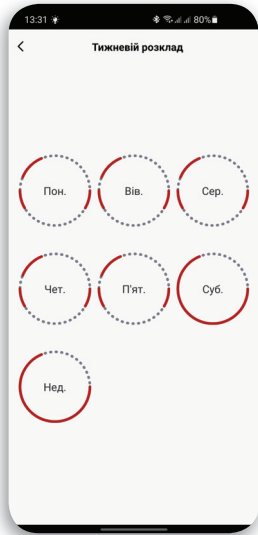 13:31 80%
Тижневій розклад
Пон. Вів. Сер.
Чет. П'ят. Суб.
Нед.